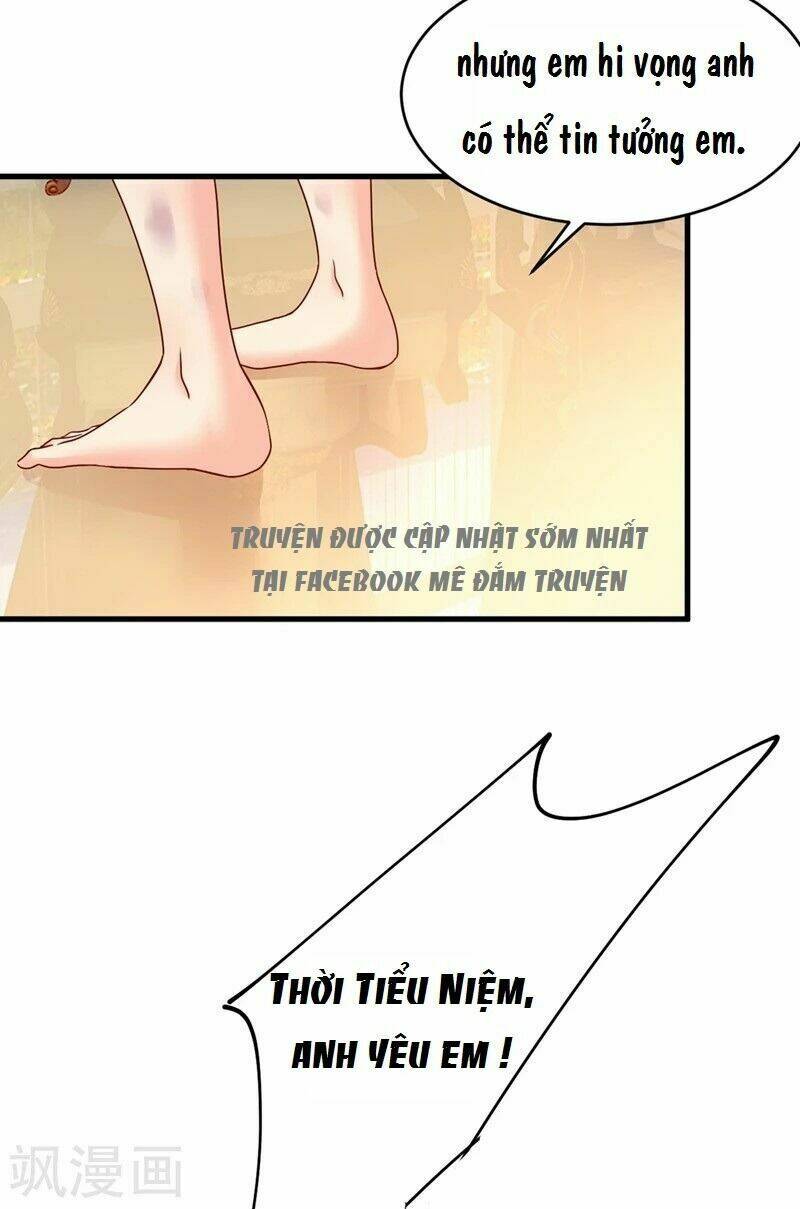 nhưng em hi vọng anh
có thể tin tưởng em.
TRUYỆN ĐƯỢC CẬP NHẬT SỚM NHẤT
TẠI FACEBOOK MÊ ĐẮM TRUYỆN
THỜI TIỂU NIỆM,
ANH YÊU EM !
飒漫画